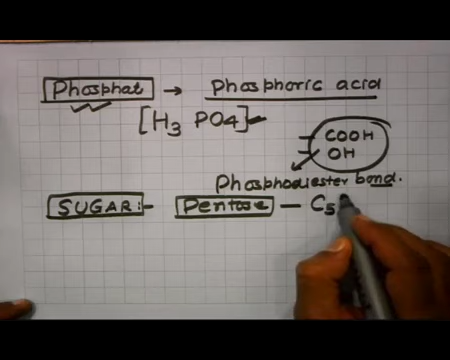 Phosphat → Phosphoric acid
[H3 PO4]
COOH
OH
Phosphodiester bond.
SUGAR:- Pentose — C5